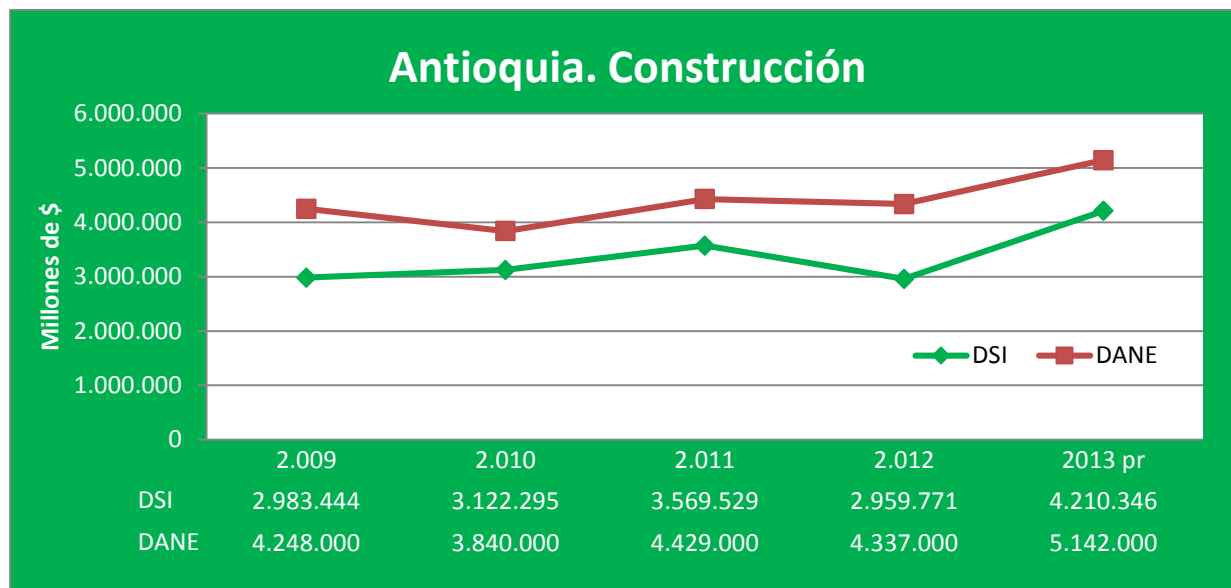 Antioquia. Construcción
6.000.000
5.000.000
4.000.000
3.000.000
2.000.000
1.000.000
0
Millones de $
DSI DANE
2.009 2.010 2.011 2.012 2013 pr
DSI 2.983.444 3.122.295 3.569.529 2.959.771 4.210.346
DANE 4.248.000 3.840.000 4.429.000 4.337.000 5.142.000